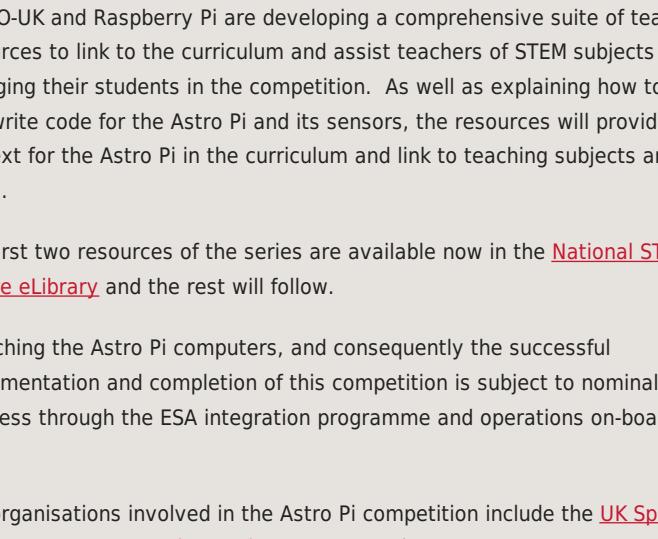 O-UK and Raspberry Pi are developing a comprehensive suite of tea
rces to link to the curriculum and assist teachers of STEM subjects
ging their students in the competition.  As well as explaining how to
write code for the Astro Pi and its sensors, the resources will provid
ext for the Astro Pi in the curriculum and link to teaching subjects a
.
irst two resources of the series are available now in the National ST
e eLibrary and the rest will follow.
ching the Astro Pi computers, and consequently the successful
mentation and completion of this competition is subject to nominal
ess through the ESA integration programme and operations on-boa
organisations involved in the Astro Pi competition include the UK Sp